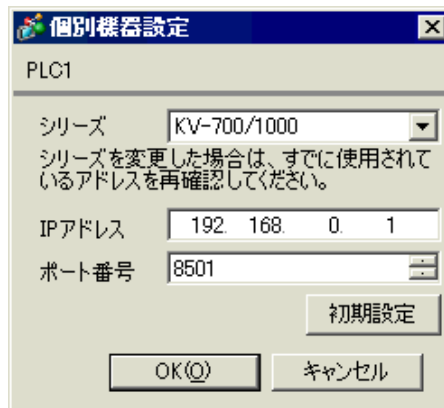 個別機器設定
PLC1
シリーズ KV-700/1000
シリーズを変更した場合は、すでに使用されて
いるアドレスを再確認してください。
IPアドレス 192. 168. 0. 1
ポート番号 8501
初期設定
OK(O) キャンセル